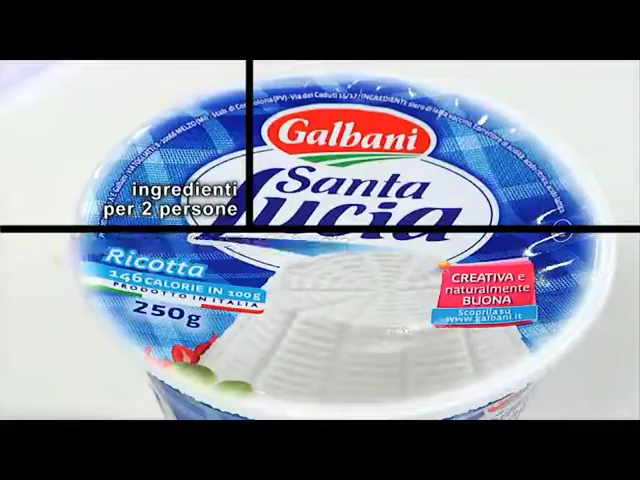 Galbani
Santa
Lucia
ingredienti
per 2 persone
Ricotta
146 CALORIE IN 100g
PRODOTTO IN ITALIA
250g
CREATIVA e
naturalmente
BUONA
Scoprila su
www.galbani.it